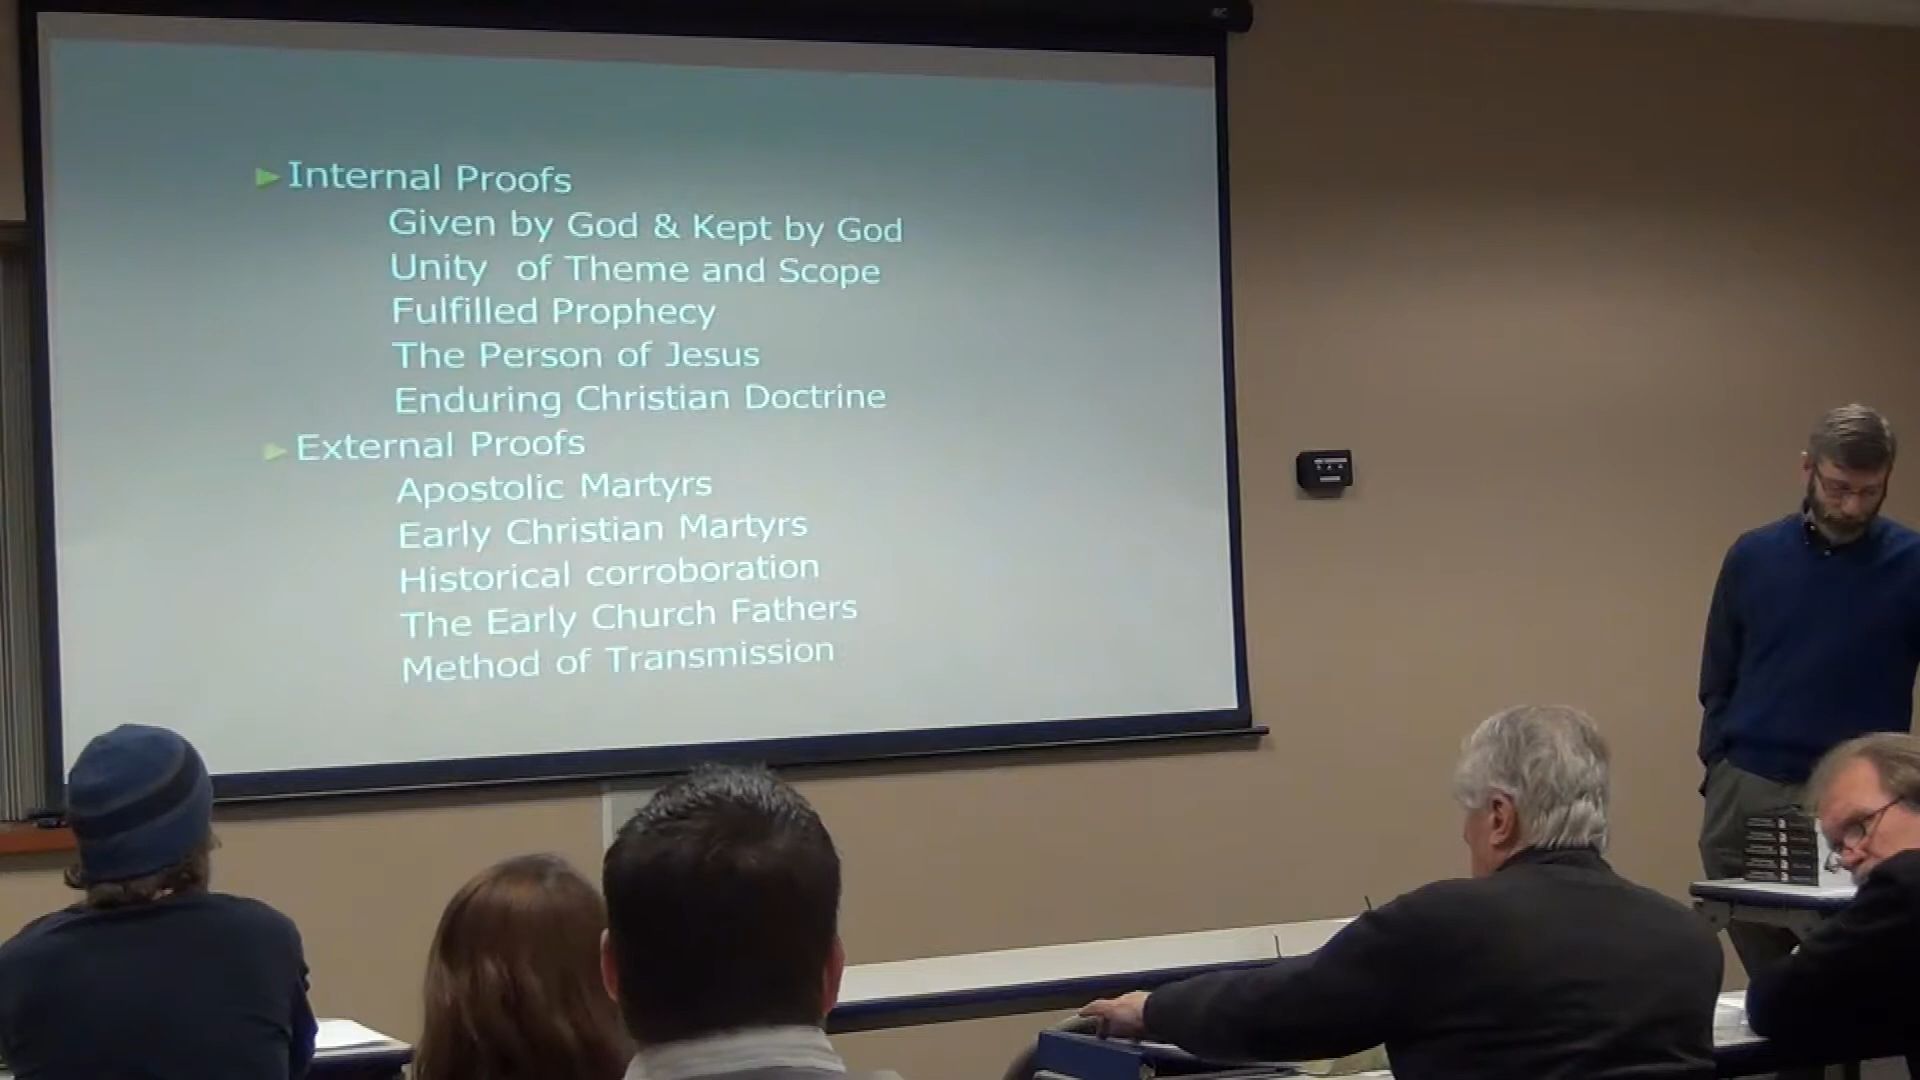 Internal Proofs
Given by God & Kept by God
Unity of Theme and Scope
Fulfilled Prophecy
The Person of Jesus
Enduring Christian Doctrine
External Proofs
Apostolic Martyrs
Early Christian Martyrs
Historical corroboration
The Early Church Fathers
Method of Transmission